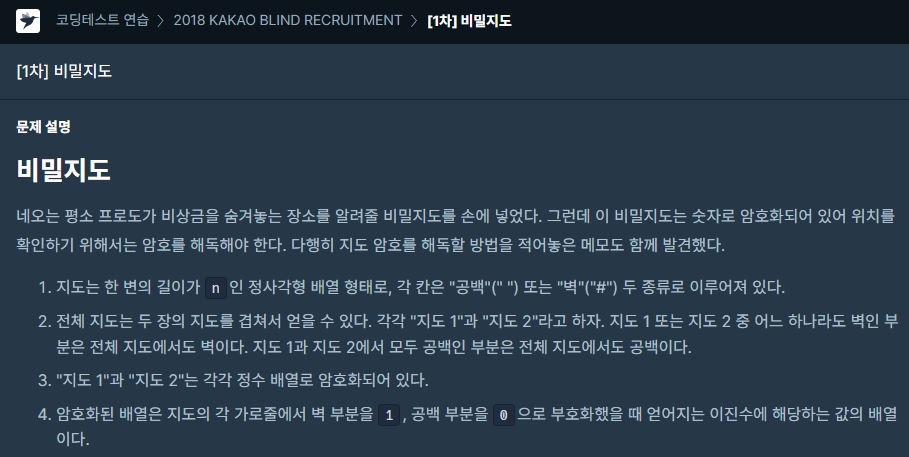 코딩테스트 연습 > 2018 KAKAO BLIND RECRUITMENT > [1차] 비밀지도
[1차] 비밀지도
문제 설명
비밀지도
네오는 평소 프로도가 비상금을 숨겨놓는 장소를 알려줄 비밀지도를 손에 넣었다. 그런데 이 비밀지도는 숫자로 암호화되어 있어 위치를
확인하기 위해서는 암호를 해독해야 한다. 다행히 지도 암호를 해독할 방법을 적어놓은 메모도 함께 발견했다.
1. 지도는 한 변의 길이가 n 인 정사각형 배열 형태로, 각 칸은 "공백"(" ") 또는 "벽"("#") 두 종류로 이루어져 있다.
2. 전체 지도는 두 장의 지도를 겹쳐서 얻을 수 있다. 각각 "지도 1"과 "지도 2"라고 하자. 지도 1 또는 지도 2 중 어느 하나라도 벽인 부
분은 전체 지도에서도 벽이다. 지도 1과 지도 2에서 모두 공백인 부분은 전체 지도에서도 공백이다.
3. "지도 1"과 "지도 2"는 각각 정수 배열로 암호화되어 있다.
4. 암호화된 배열은 지도의 각 가로줄에서 벽 부분을 1 , 공백 부분을 0 으로 부호화했을 때 얻어지는 이진수에 해당하는 값의 배열
이다.